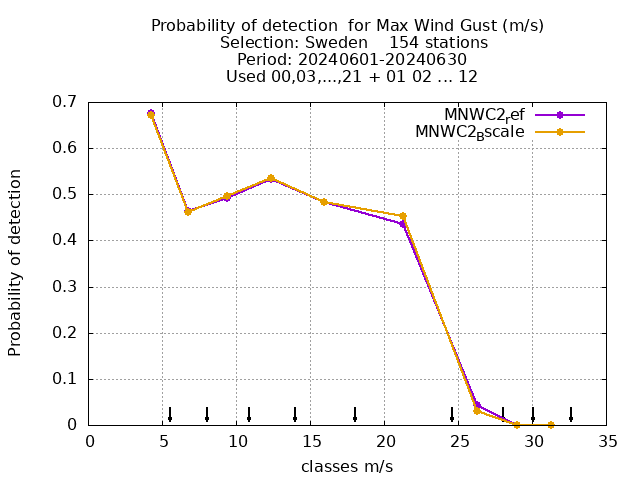 Probability of detection  for Max Wind Gust (m/s)
Selection: Sweden    154 stations
Period: 20240601-20240630
Used 00,03,...,21 + 01 02 ... 12
MNWC2ref
MNWC2Bscale
0.7
0.6
0.5
0.4
0.3
0.2
0.1
0
Probability of detection
0 5 10 15 20 25 30 35
classes m/s